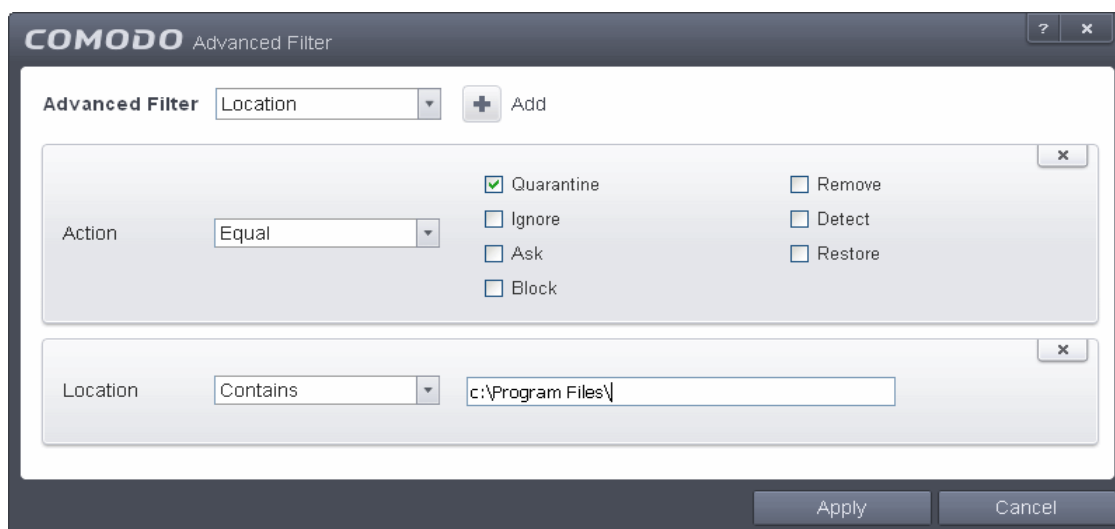 COMODO Advanced Filter ? x
Advanced Filter Location + Add
x
Quarantine Remove
Ignore Detect
Action Equal
Ask Restore
Block
x
Location Contains c:\Program Files\
Apply Cancel